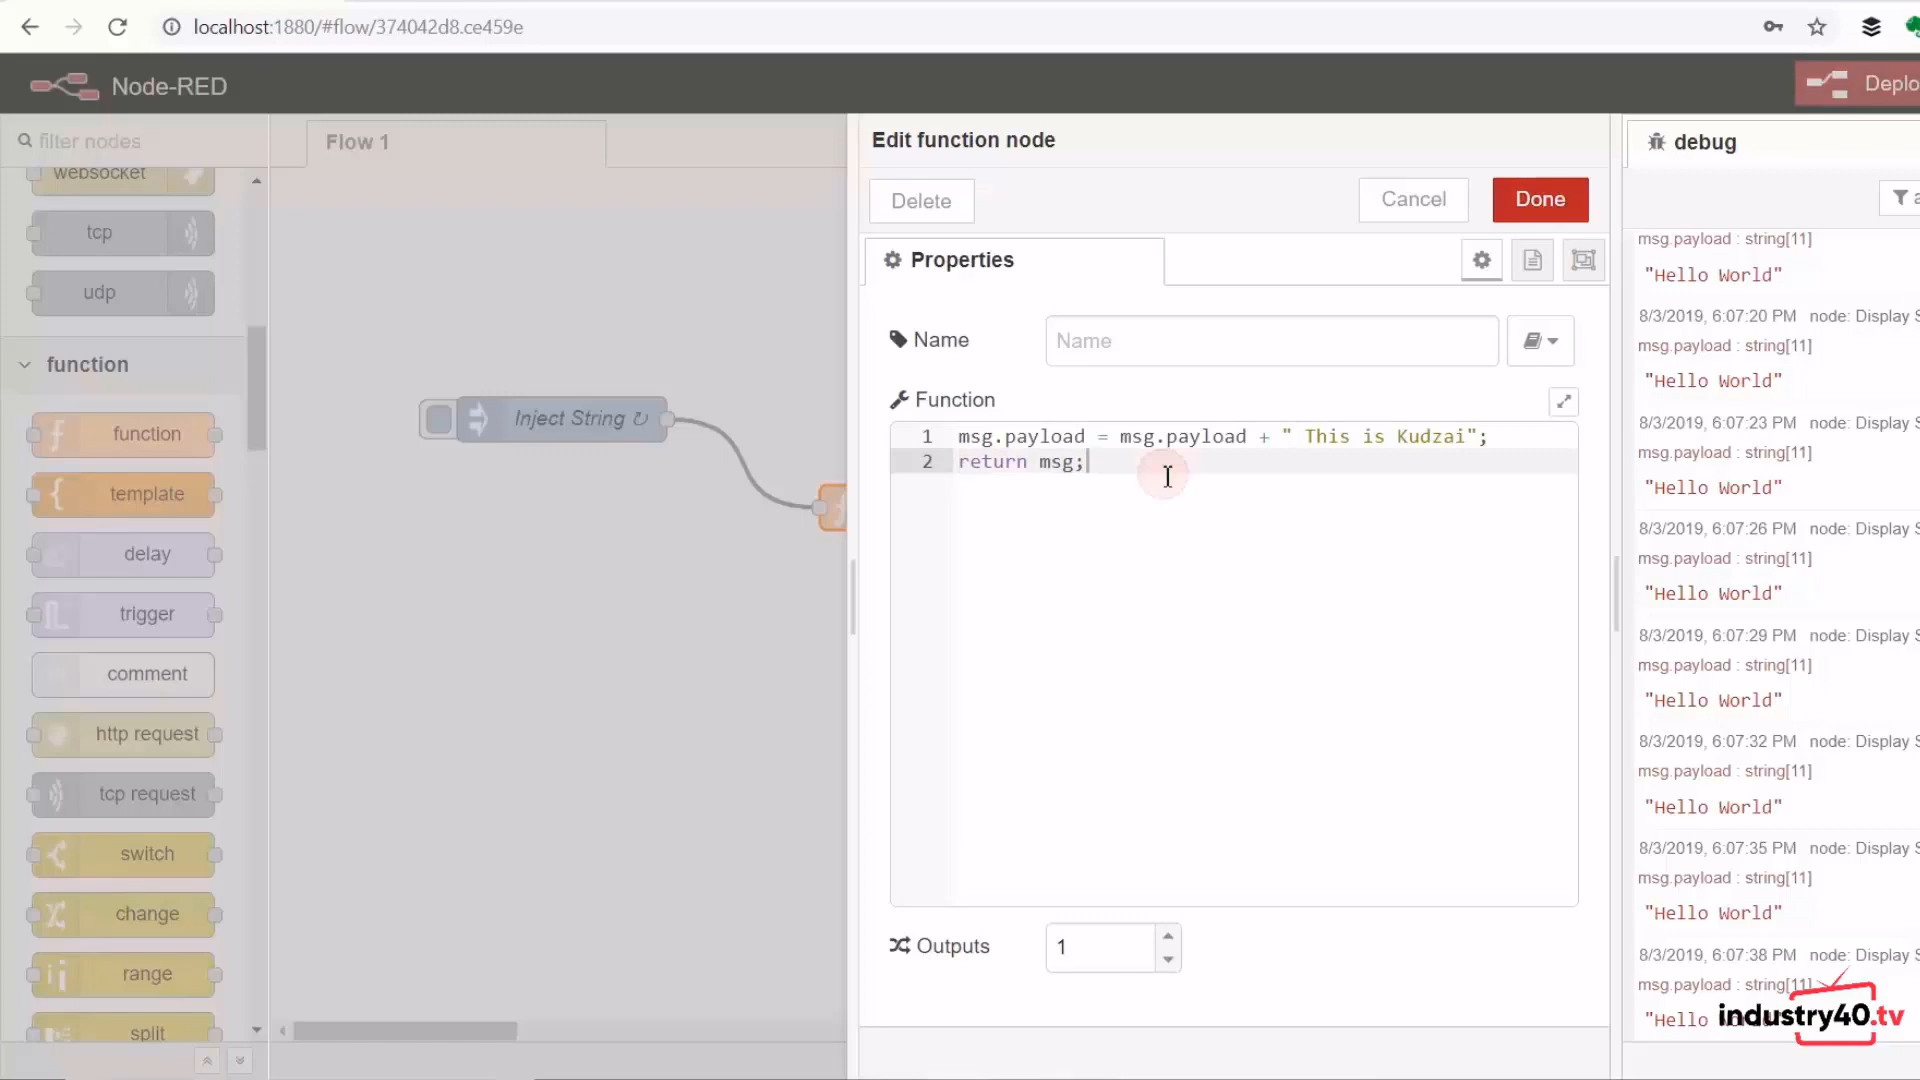 localhost:1880/#flow/374042d8.ce459e
Node-RED
Deplo
filter nodes
websocket
tcp
udp
function
function
template
delay
trigger
comment
http request
tcp request
switch
change
range
split
Flow 1
Inject String ↻
Edit function node
Delete
Cancel
Done
Properties
Name
Name
Function
1 msg.payload = msg.payload + " This is Kudzai";
2 return msg;
Outputs
1
debug
a
msg.payload : string[11]
"Hello World"
8/3/2019, 6:07:20 PM node: Display S
msg.payload : string[11]
"Hello World"
8/3/2019, 6:07:23 PM node: Display S
msg.payload : string[11]
"Hello World"
8/3/2019, 6:07:26 PM node: Display S
msg.payload : string[11]
"Hello World"
8/3/2019, 6:07:29 PM node: Display S
msg.payload : string[11]
"Hello World"
8/3/2019, 6:07:32 PM node: Display S
msg.payload : string[11]
"Hello World"
8/3/2019, 6:07:35 PM node: Display S
msg.payload : string[11]
"Hello World"
8/3/2019, 6:07:38 PM node: Display S
msg.payload : string[11]
"Hello
industry40.tv